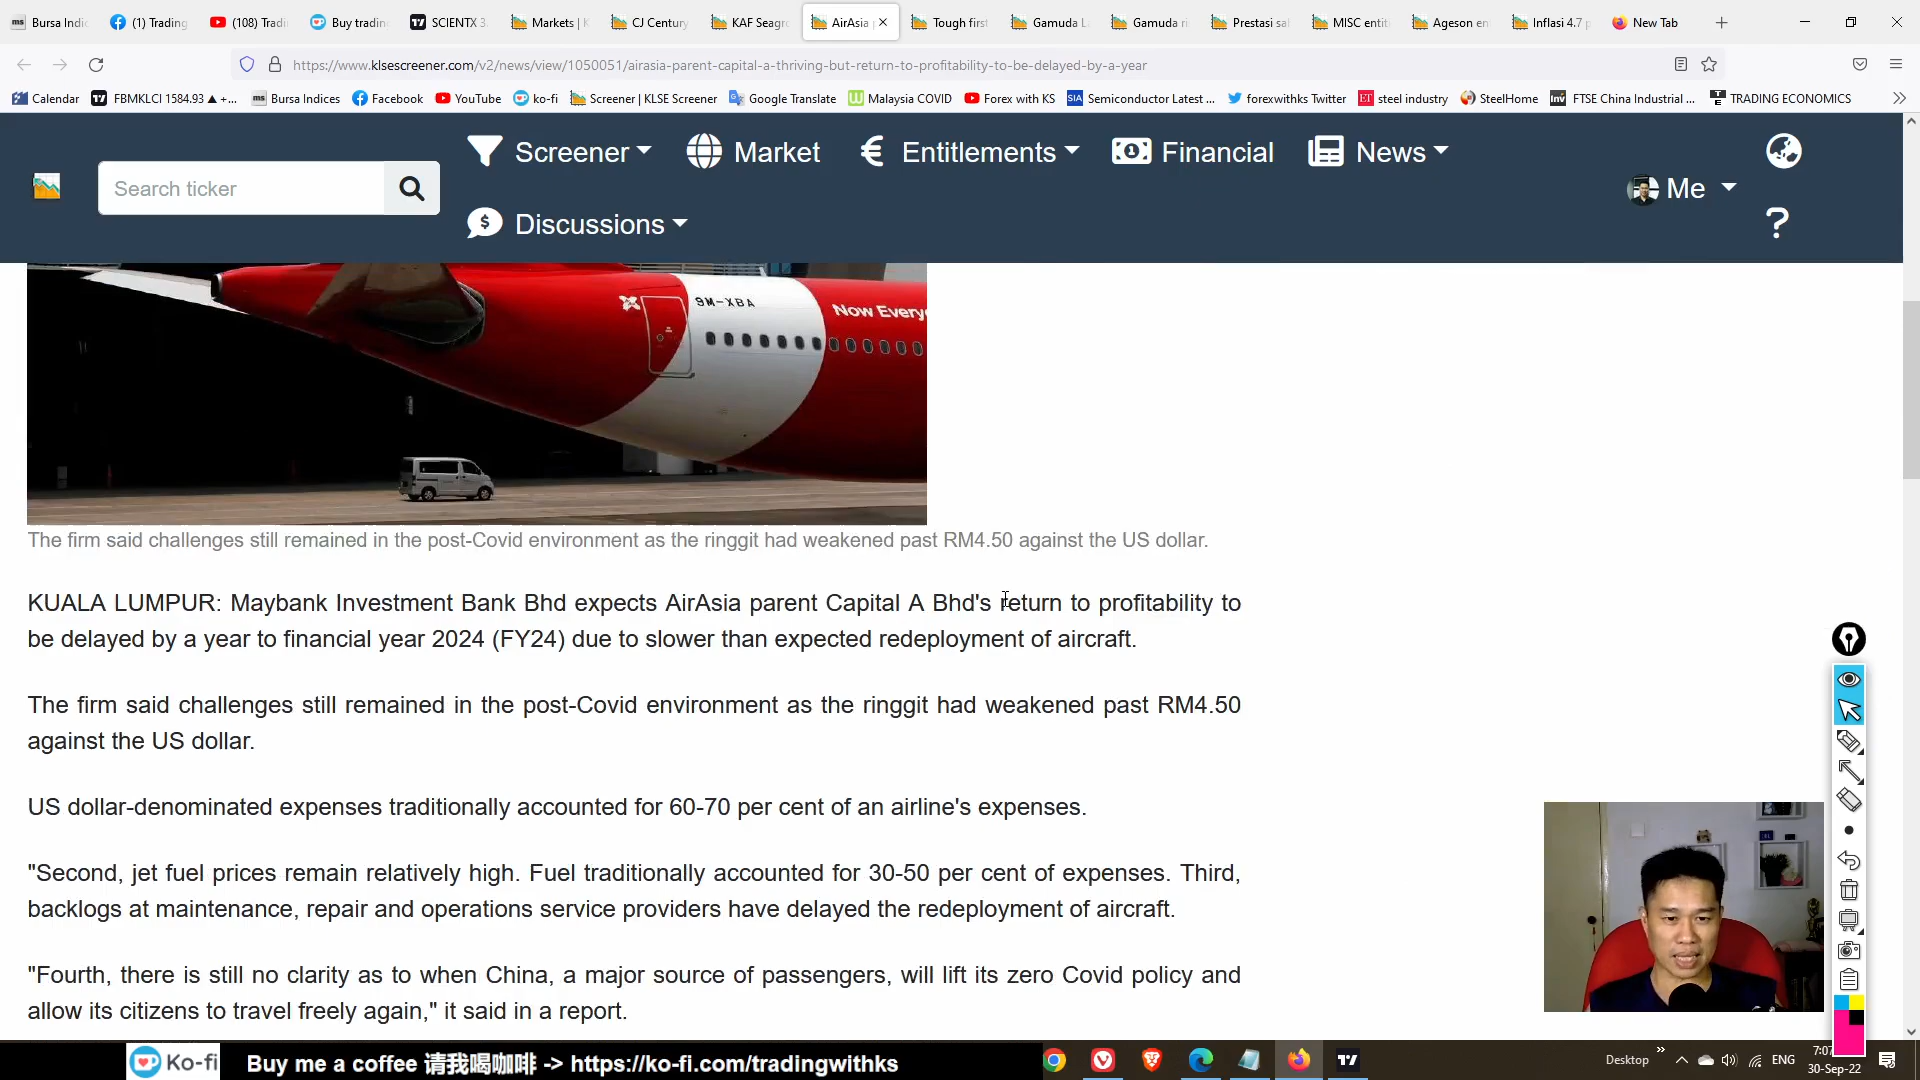 Bursa Indic
(1) Trading
(108) Tradi
Buy tradin
SCIENTX 3.
Markets | K
CJ Century
KAF Seagro
AirAsia p
Tough first
Gamuda L
Gamuda ri
Prestasi sa
MISC entit
Ageson en
Inflasi 4.7 p
New Tab
https://www.klsescreener.com/v2/news/view/1050051/airasia-parent-capital-a-thriving-but-return-to-profitability-to-be-delayed-by-a-year
Calendar
FBMKLCI 1584.93 ▲ +...
Bursa Indices
Facebook
YouTube
ko-fi
Screener | KLSE Screener
Google Translate
Malaysia COVID
Forex with KS
Semiconductor Latest ...
forexwithks Twitter
steel industry
SteelHome
FTSE China Industrial ...
TRADING ECONOMICS
Search ticker
Screener
Market
Entitlements
Financial
News
Discussions
Me
?
9M-XBA
Now Every
The firm said challenges still remained in the post-Covid environment as the ringgit had weakened past RM4.50 against the US dollar.
KUALA LUMPUR: Maybank Investment Bank Bhd expects AirAsia parent Capital A Bhd's return to profitability to
be delayed by a year to financial year 2024 (FY24) due to slower than expected redeployment of aircraft.
The firm said challenges still remained in the post-Covid environment as the ringgit had weakened past RM4.50
against the US dollar.
US dollar-denominated expenses traditionally accounted for 60-70 per cent of an airline's expenses.
"Second, jet fuel prices remain relatively high. Fuel traditionally accounted for 30-50 per cent of expenses. Third,
backlogs at maintenance, repair and operations service providers have delayed the redeployment of aircraft.
"Fourth, there is still no clarity as to when China, a major source of passengers, will lift its zero Covid policy and
allow its citizens to travel freely again," it said in a report.
Ko-fi
Buy me a coffee 请我喝咖啡 -> https://ko-fi.com/tradingwithks
Desktop
ENG
7:07
30-Sep-22